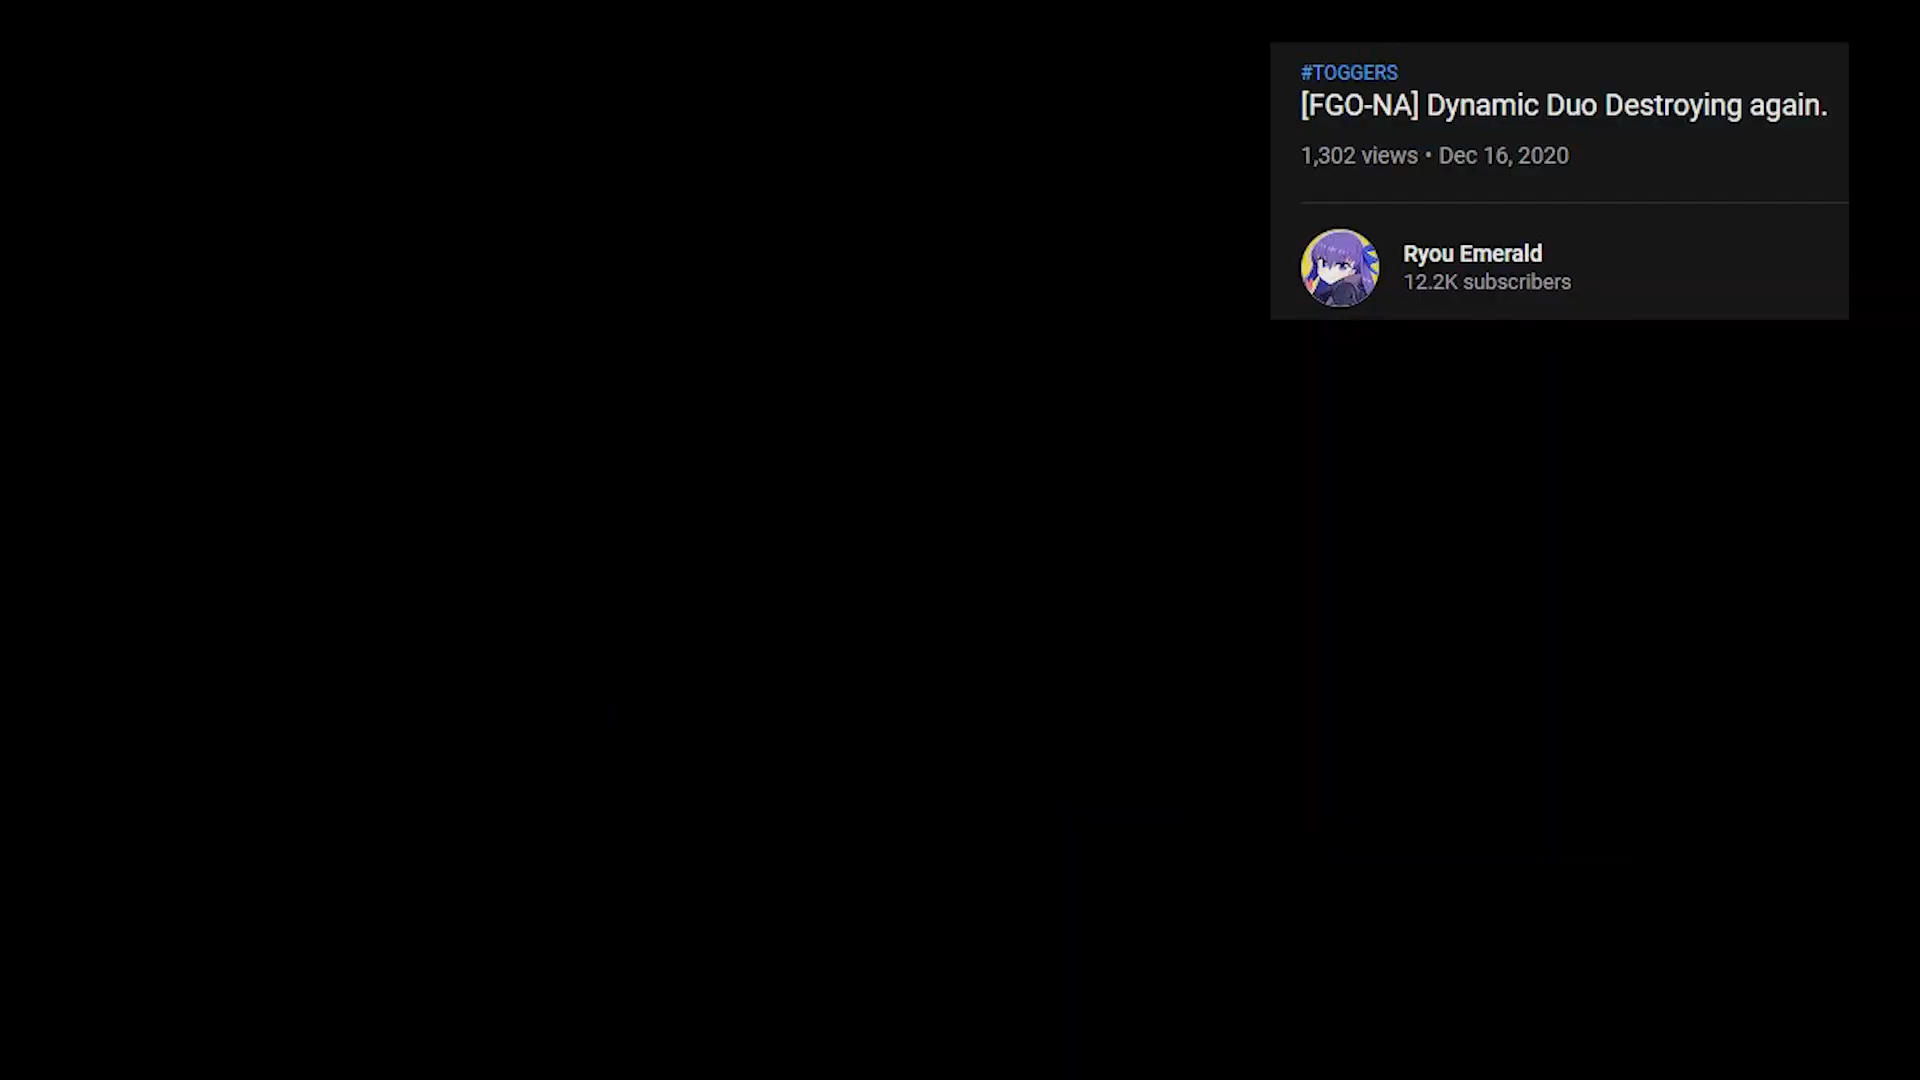 #TOGGERS
[FGO-NA] Dynamic Duo Destroying again.
1,302 views • Dec 16, 2020
Ryou Emerald
12.2K subscribers